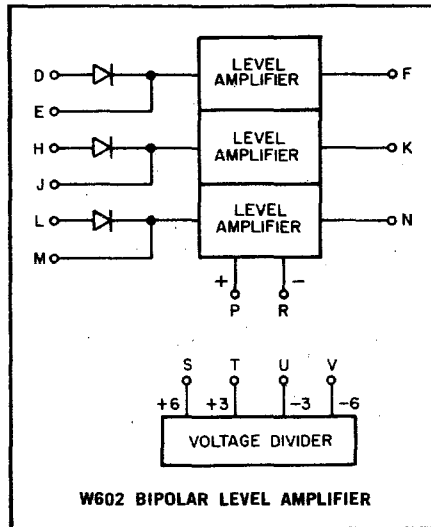 LEVEL
AMPLIFIER
D
F
E
LEVEL
AMPLIFIER
H
K
J
LEVEL
AMPLIFIER
L
N
M
+ −
P R
S T U V
+6 +3 −3 −6
VOLTAGE DIVIDER
W602 BIPOLAR LEVEL AMPLIFIER